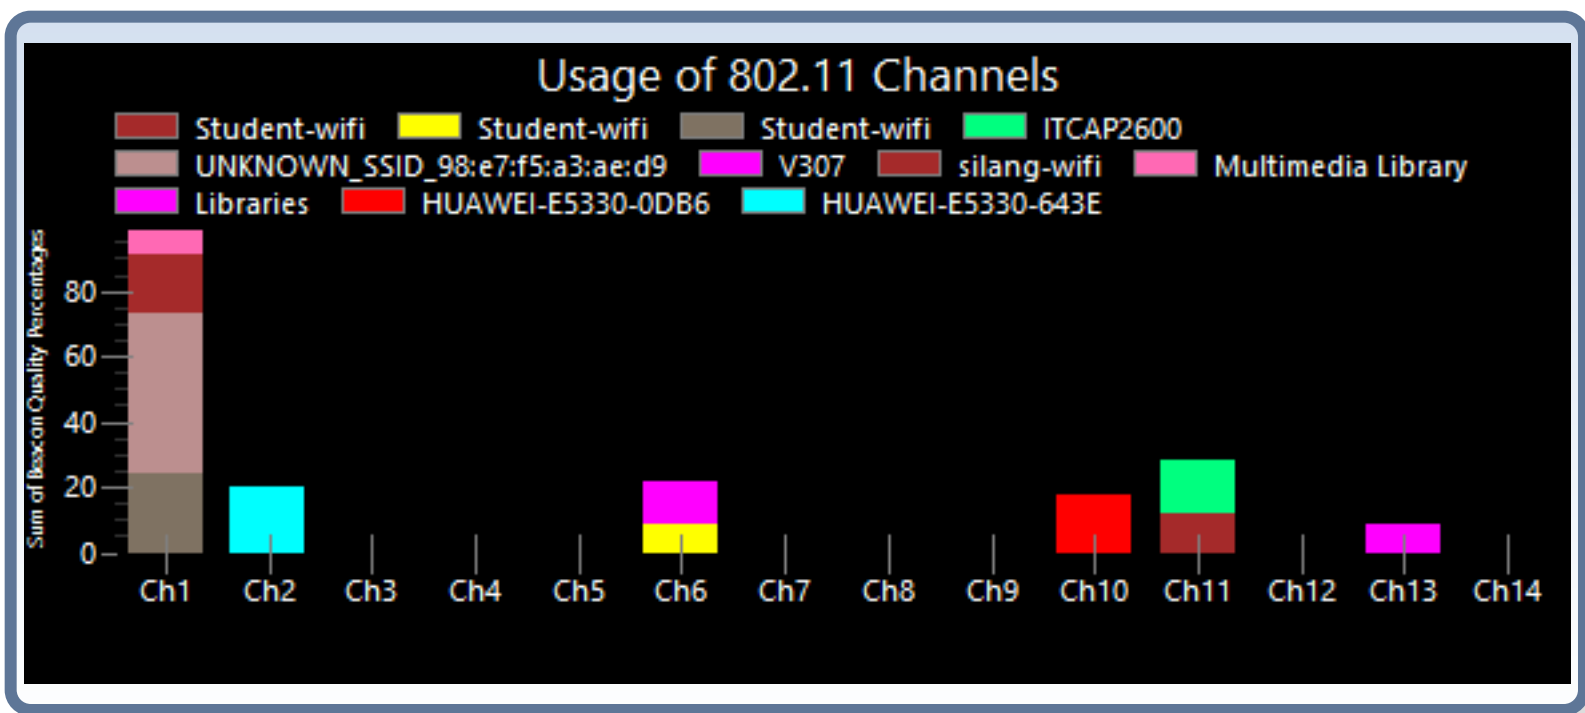 Usage of 802.11 Channels
Student-wifi Student-wifi Student-wifi ITCAP2600
UNKNOWN_SSID_98:e7:f5:a3:ae:d9 V307 silang-wifi Multimedia Library
Libraries HUAWEI-E5330-0DB6 HUAWEI-E5330-643E
Sum of Beacon Quality Percentages
80
60
40
20
0
Ch1 Ch2 Ch3 Ch4 Ch5 Ch6 Ch7 Ch8 Ch9 Ch10 Ch11 Ch12 Ch13 Ch14